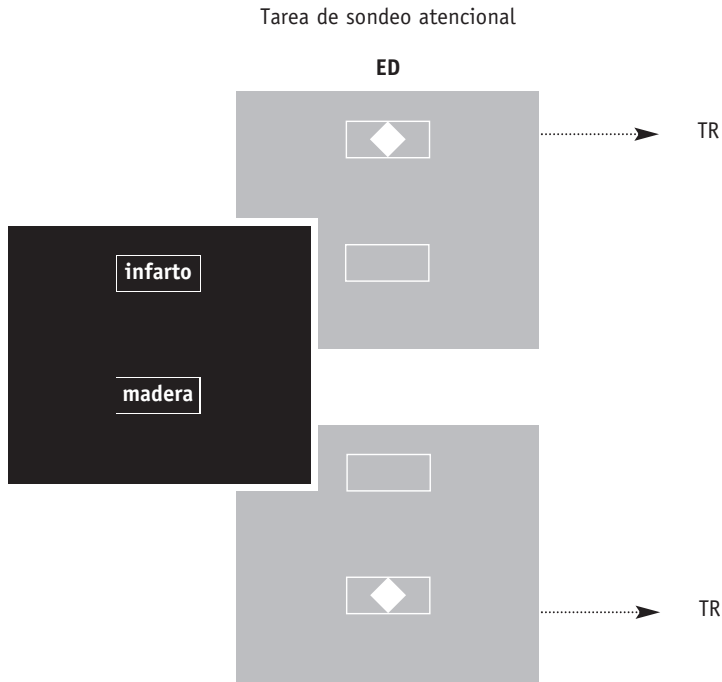 Tarea de sondeo atencional
ED
TR
infarto
madera
TR